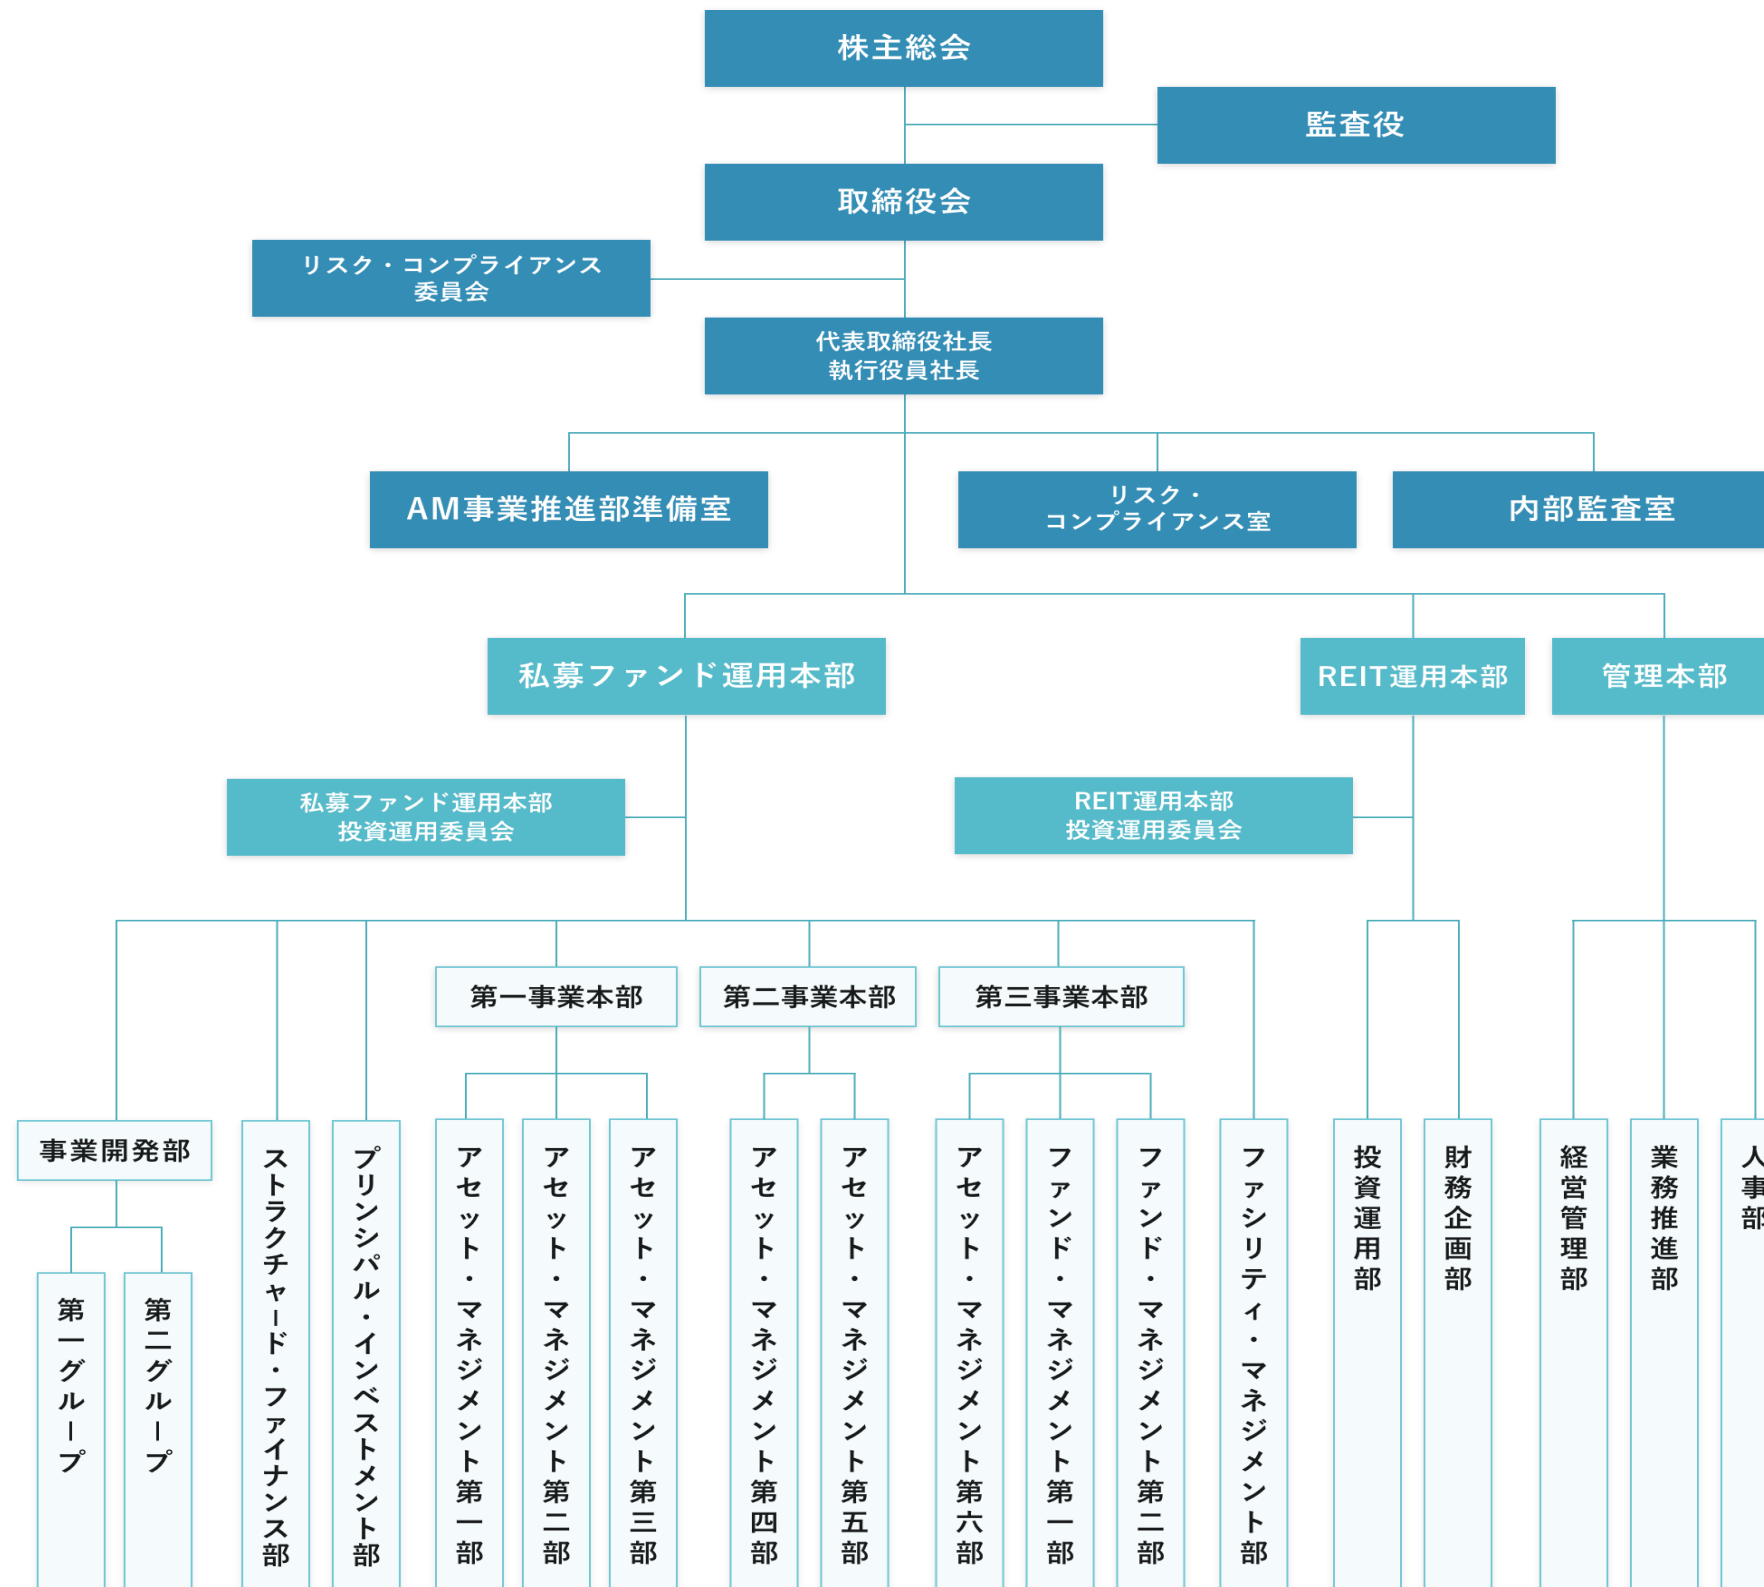 株主総会
監査役
取締役会
リスク・コンプライアンス
委員会
代表取締役社長
執行役員社長
AM事業推進部準備室
リスク・
コンプライアンス室
内部監査室
私募ファンド運用本部
REIT運用本部
管理本部
私募ファンド運用本部
投資運用委員会
REIT運用本部
投資運用委員会
第一事業本部
第二事業本部
第三事業本部
事業開発部
第一グループ
第二グループ
ストラクチャード・ファイナンス部
プリンシパル・インベストメント部
アセット・マネジメント第一部
アセット・マネジメント第二部
アセット・マネジメント第三部
アセット・マネジメント第四部
アセット・マネジメント第五部
アセット・マネジメント第六部
ファンド・マネジメント第一部
ファンド・マネジメント第二部
ファシリティ・マネジメント部
投資運用部
財務企画部
経営管理部
業務推進部
人事部